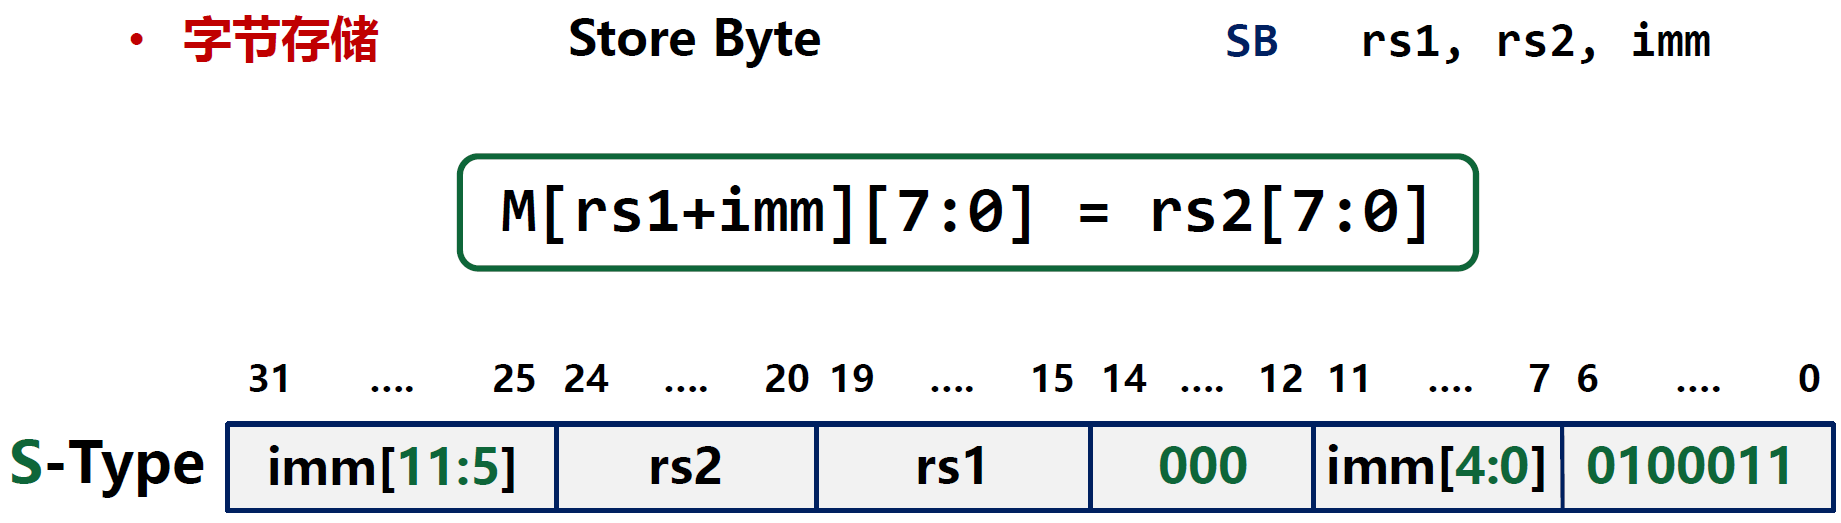 • 字节存储 Store Byte SB rs1, rs2, imm
M[rs1+imm][7:0] = rs2[7:0]
31 .... 25 24 .... 20 19 .... 15 14 .... 12 11 .... 7 6 .... 0
S-Type imm[11:5] rs2 rs1 000 imm[4:0] 0100011